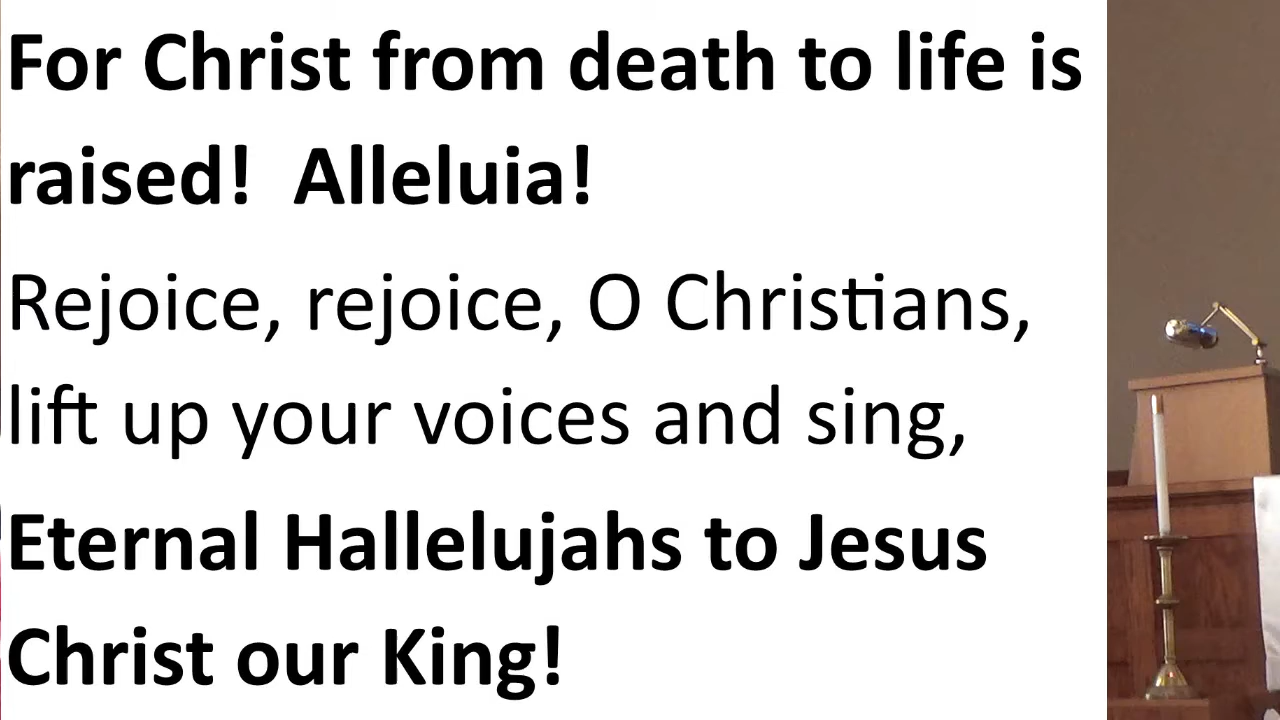 For Christ from death to life is
raised!  Alleluia!
Rejoice, rejoice, O Christians,
lift up your voices and sing,
Eternal Hallelujahs to Jesus
Christ our King!